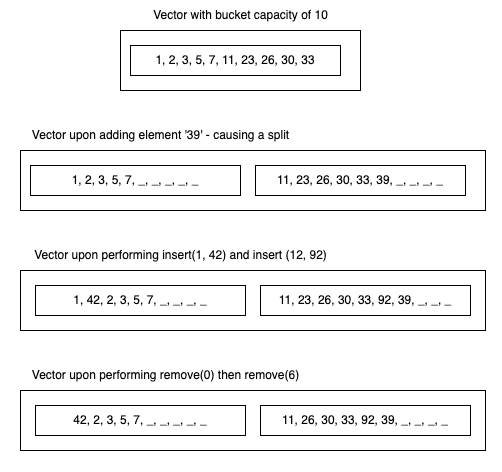 Vector with bucket capacity of 10
1, 2, 3, 5, 7, 11, 23, 26, 30, 33
Vector upon adding element '39' - causing a split
1, 2, 3, 5, 7, _, _, _, _, _
11, 23, 26, 30, 33, 39, _, _, _, _
Vector upon performing insert(1, 42) and insert (12, 92)
1, 42, 2, 3, 5, 7, _, _, _, _
11, 23, 26, 30, 33, 92, 39, _, _, _
Vector upon performing remove(0) then remove(6)
42, 2, 3, 5, 7, _, _, _, _, _
11, 26, 30, 33, 92, 39, _, _, _, _